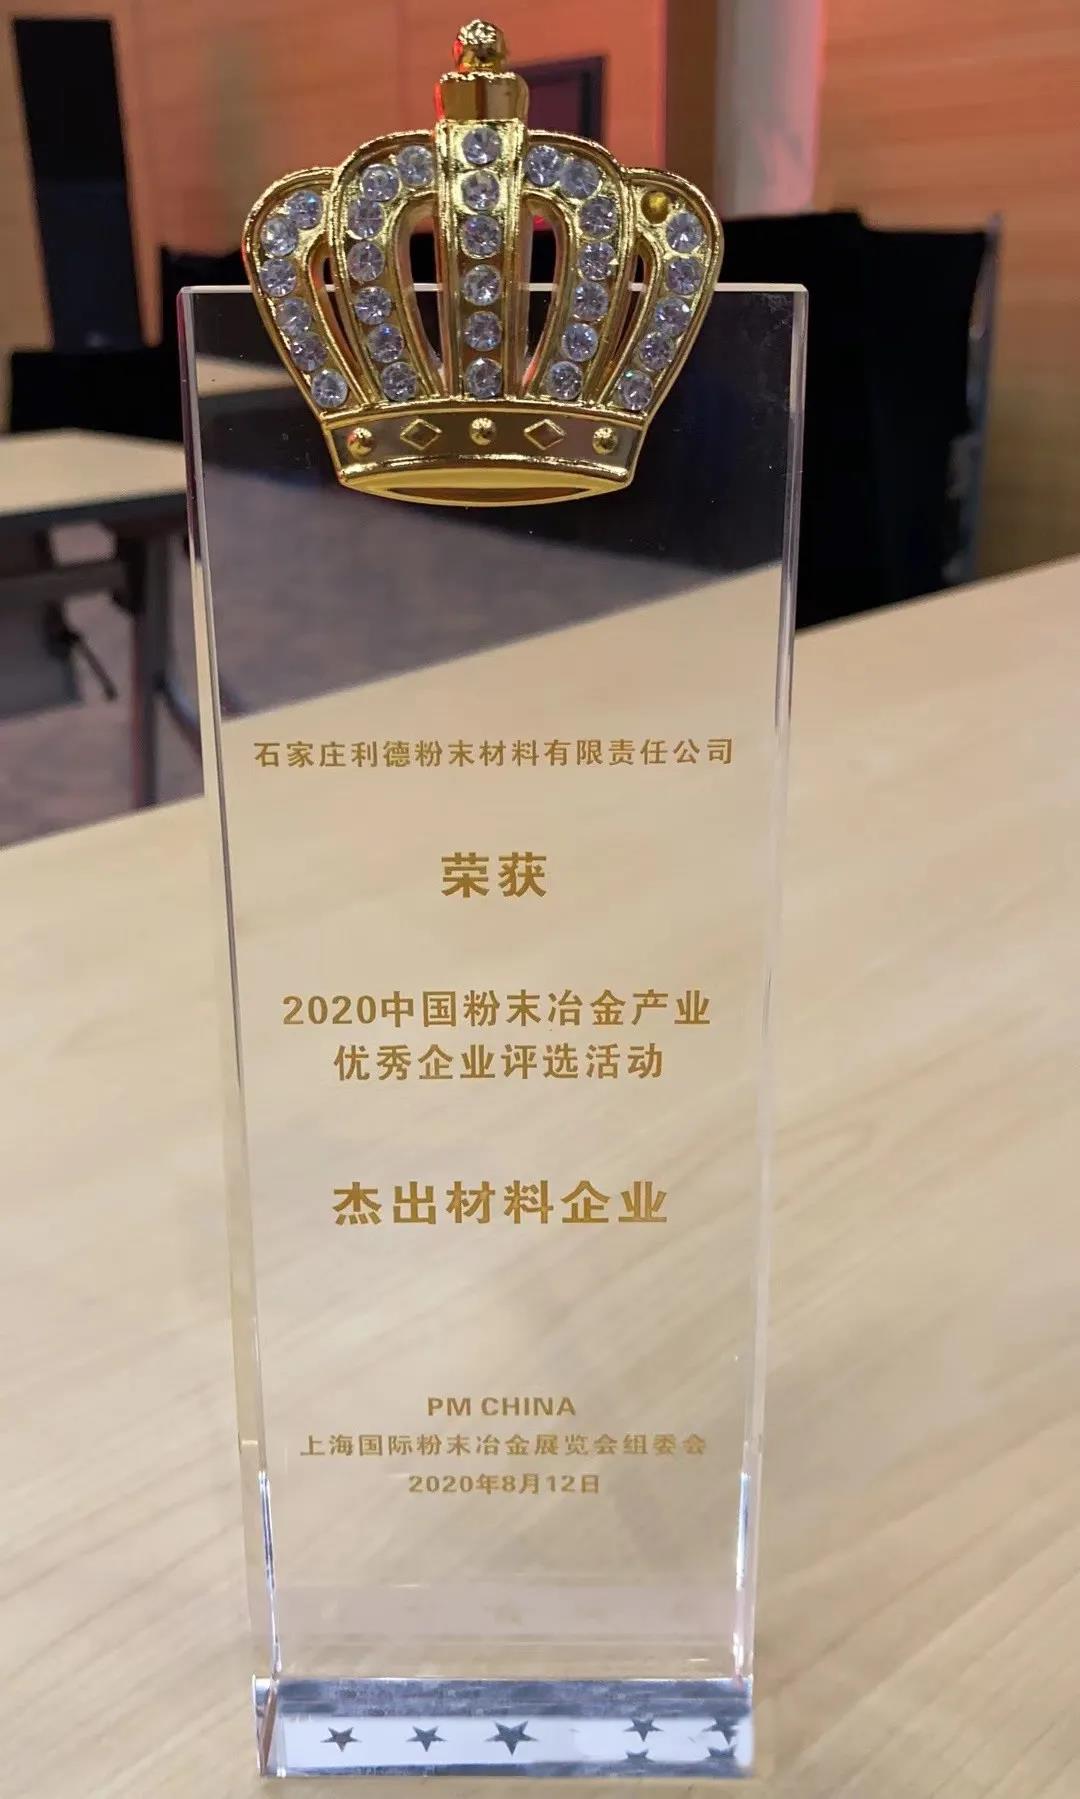 石家庄利德粉末材料有限责任公司
荣获
2020中国粉末冶金产业
优秀企业评选活动
杰出材料企业
PM CHINA
上海国际粉末冶金展览会组委会
2020年8月12日